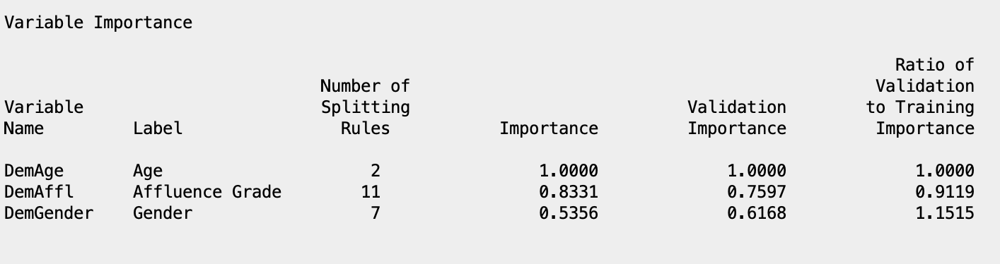 Variable Importance
Ratio of
Number of Validation
Variable Splitting Validation to Training
Name Label Rules Importance Importance Importance
DemAge Age 2 1.0000 1.0000 1.0000
DemAffl Affluence Grade 11 0.8331 0.7597 0.9119
DemGender Gender 7 0.5356 0.6168 1.1515